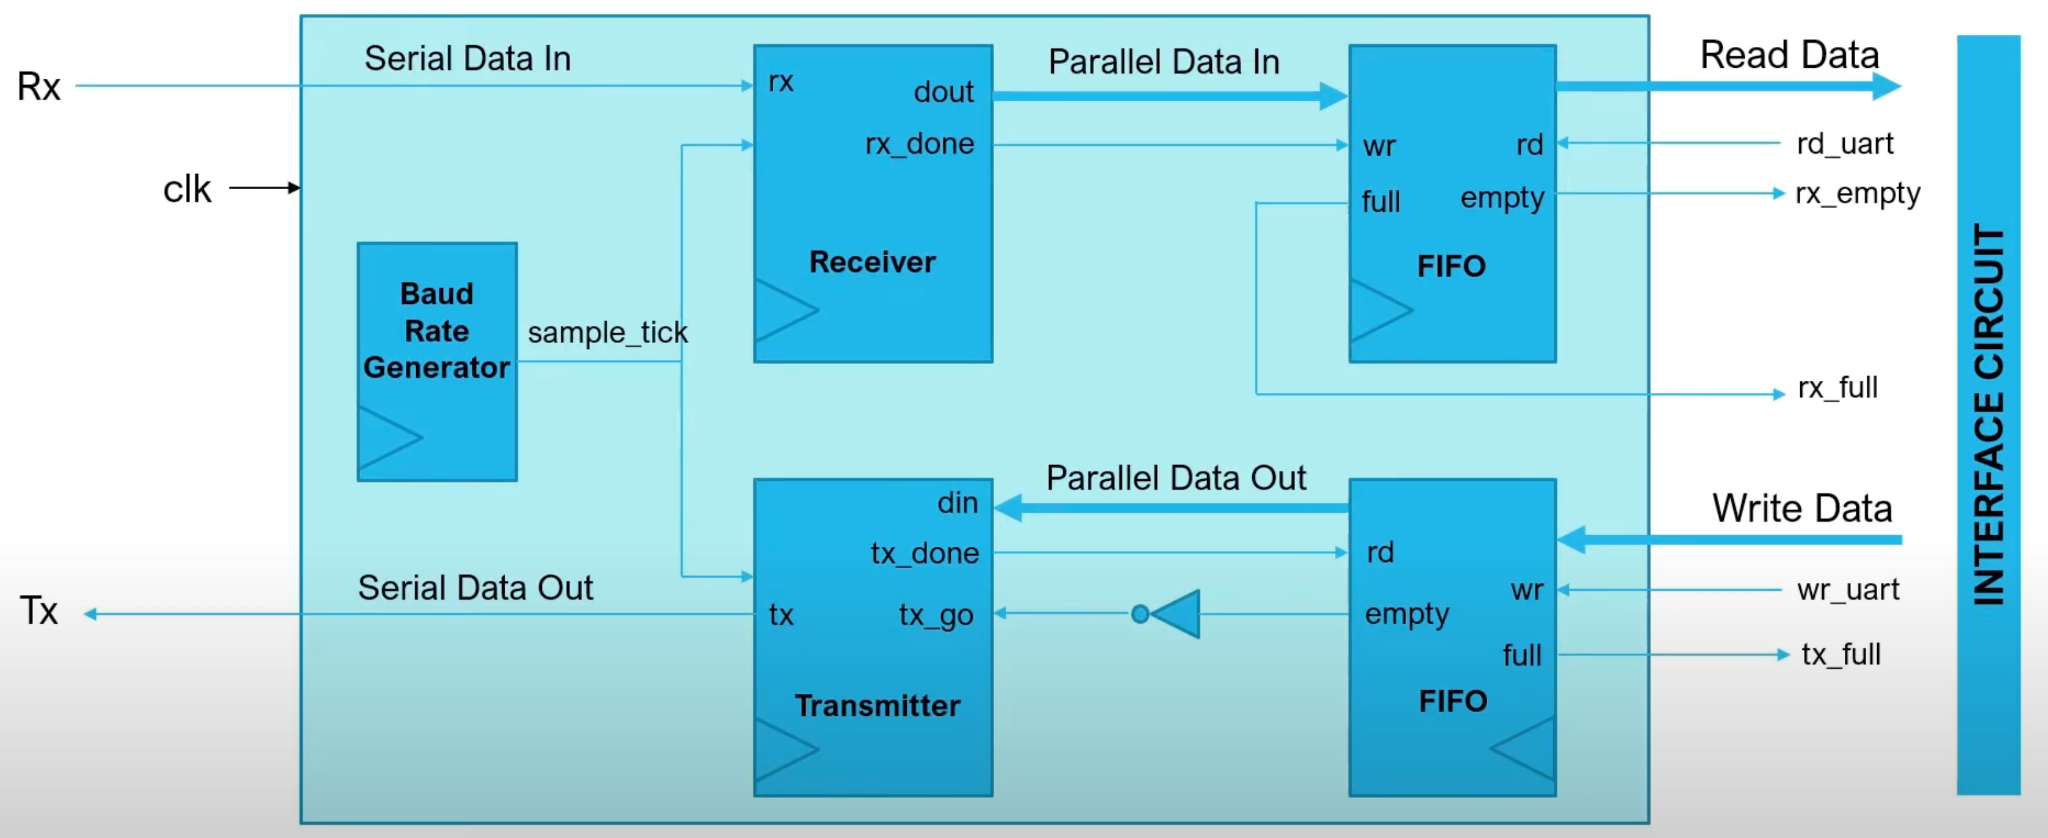 Rx
Serial Data In
rx
dout
Parallel Data In
Read Data
rx_done
wr
rd
rd_uart
clk
full
empty
rx_empty
Receiver
FIFO
Baud
Rate
Generator
sample_tick
rx_full
INTERFACE CIRCUIT
din
Parallel Data Out
Write Data
tx_done
rd
Tx
Serial Data Out
tx
tx_go
empty
wr
wr_uart
full
tx_full
Transmitter
FIFO